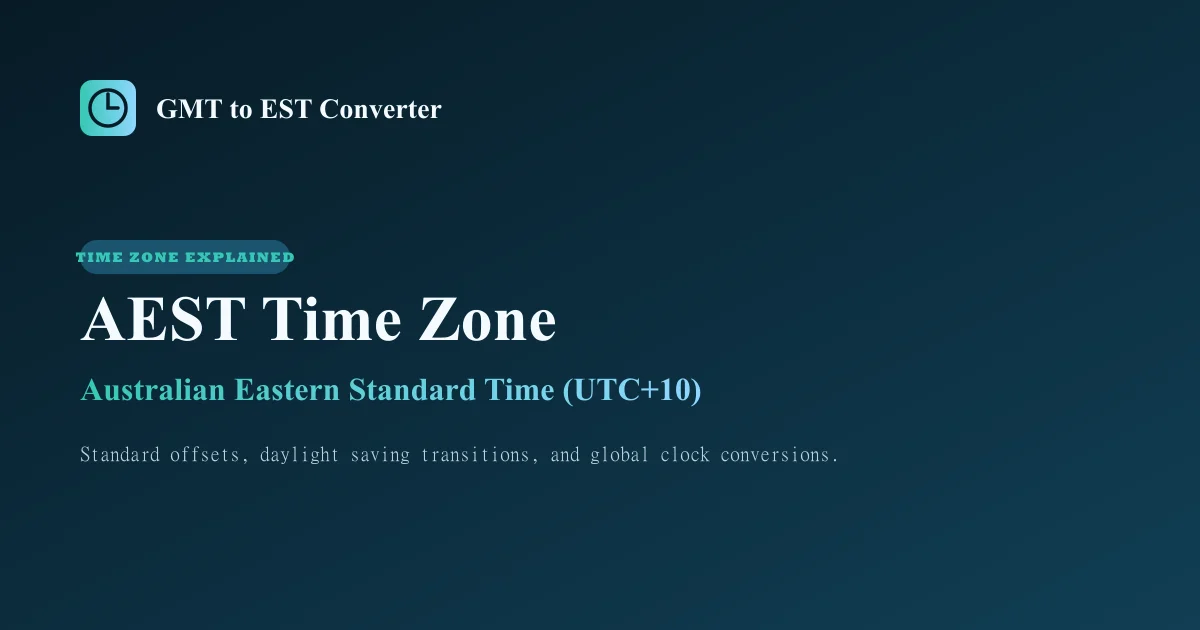 GMT to EST Converter
TIME ZONE EXPLAINED
AEST Time Zone
Australian Eastern Standard Time (UTC+10)
Standard offsets, daylight saving transitions, and global clock conversions.